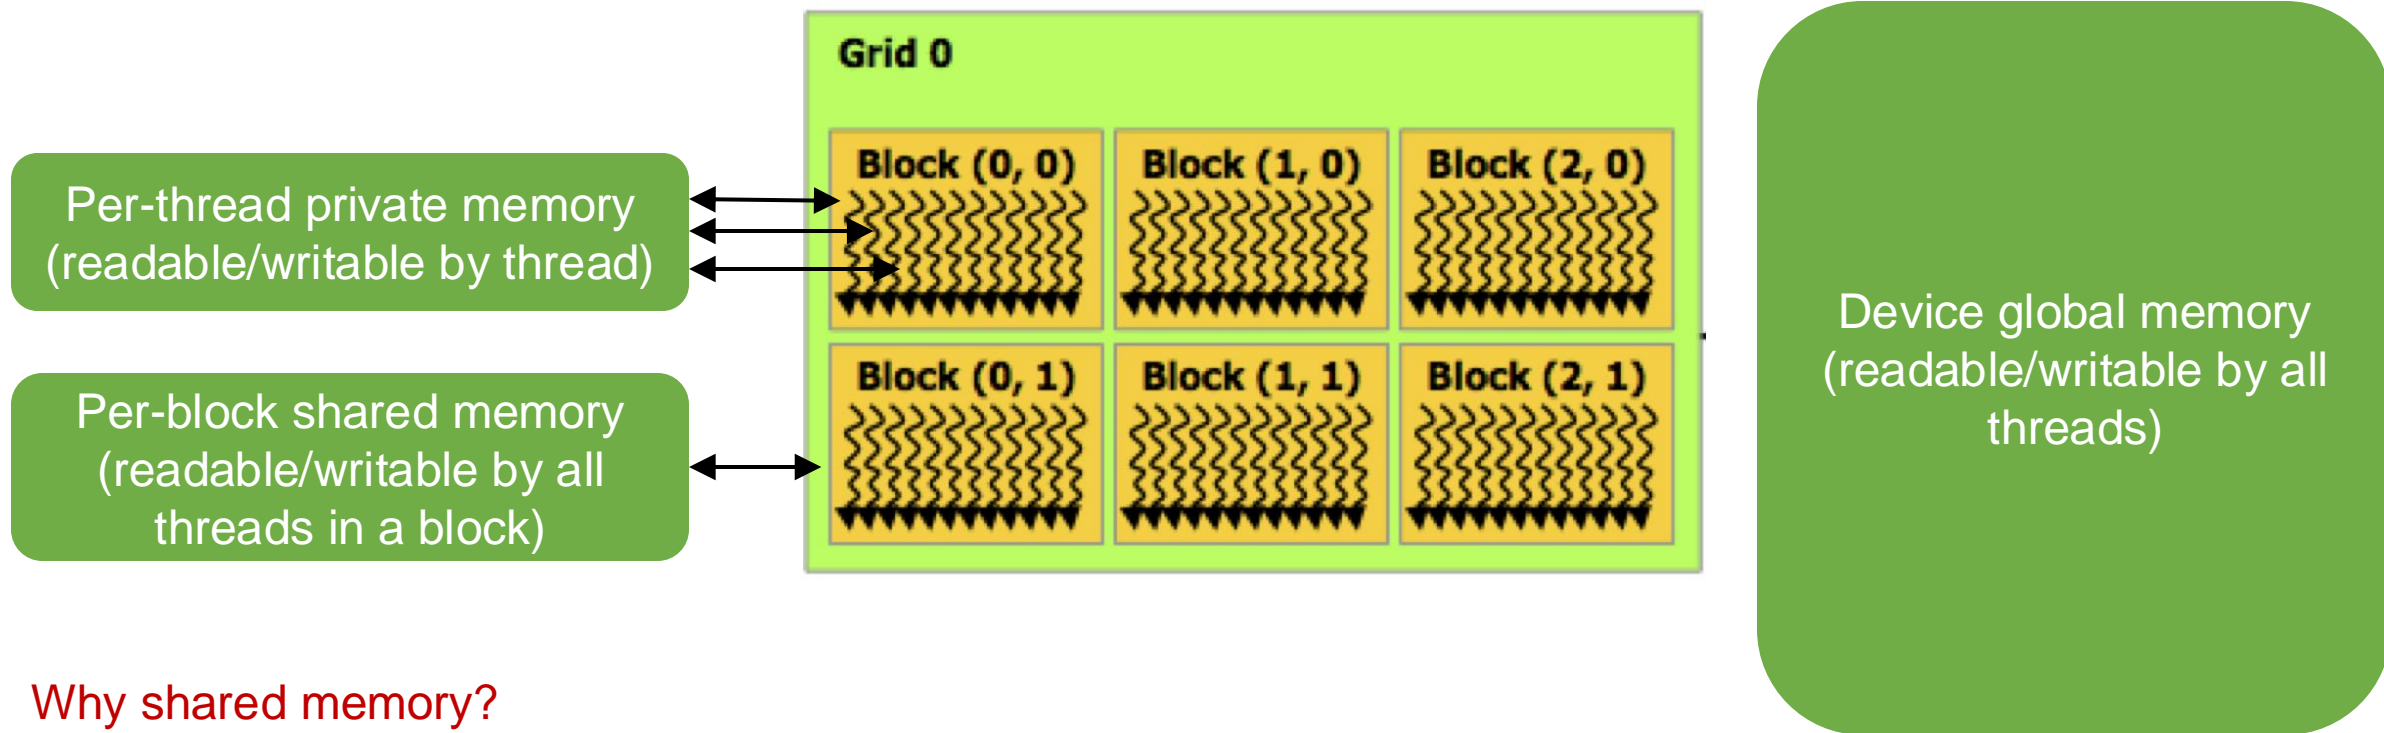 Grid 0
Block (0, 0)
Block (1, 0)
Block (2, 0)
Per-thread private memory
(readable/writable by thread)
Block (0, 1)
Block (1, 1)
Block (2, 1)
Per-block shared memory
(readable/writable by all
threads in a block)
Device global memory
(readable/writable by all
threads)
Why shared memory?